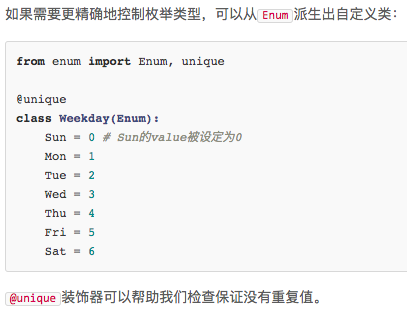 如果需要更精确地控制枚举类型，可以从Enum派生出自定义类：
from enum import Enum, unique
@unique
class Weekday(Enum):
    Sun = 0 # Sun的value被设定为0
    Mon = 1
    Tue = 2
    Wed = 3
    Thu = 4
    Fri = 5
    Sat = 6
@unique装饰器可以帮助我们检查保证没有重复值。